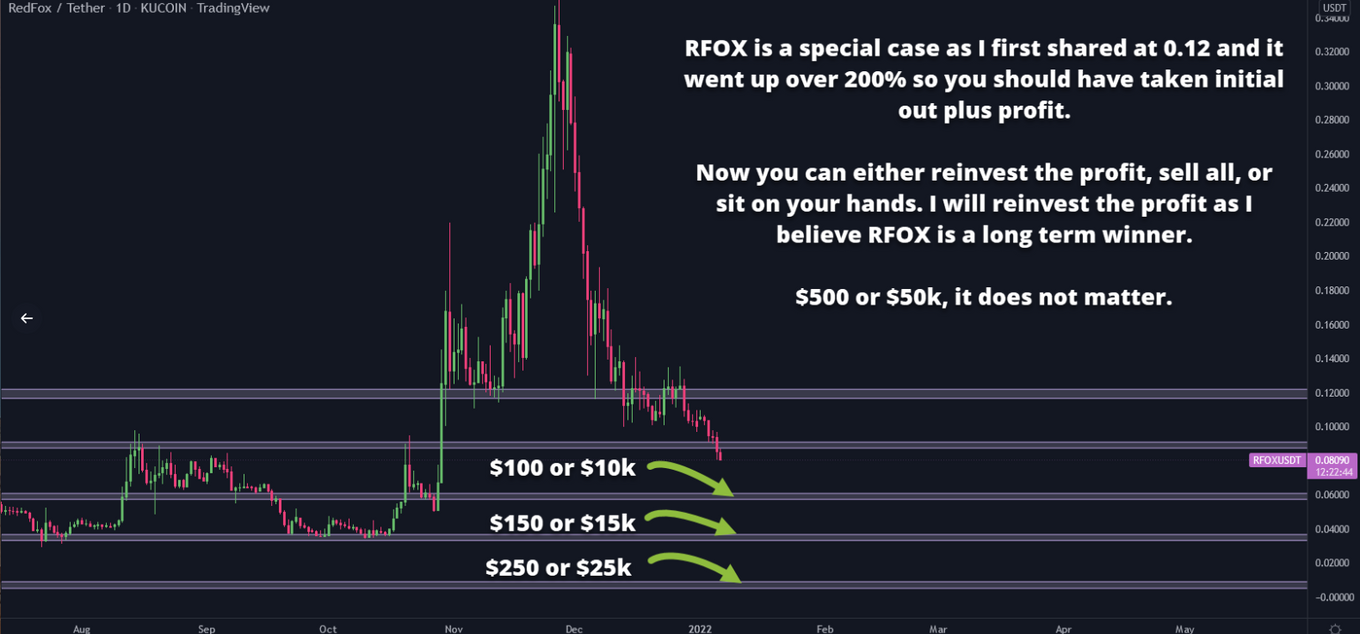 RedFox / Tether · 1D · KUCOIN · TradingView
USDT
0.34000
RFOX is a special case as I first shared at 0.12 and it
went up over 200% so you should have taken initial
out plus profit.
Now you can either reinvest the profit, sell all, or
sit on your hands. I will reinvest the profit as I
believe RFOX is a long term winner.
$500 or $50k, it does not matter.
0.32000
0.30000
0.28000
0.26000
0.24000
0.22000
0.20000
0.18000
0.16000
0.14000
0.12000
0.10000
RFOXUSDT
0.08090
12:22:44
0.06000
0.04000
0.02000
−0.00000
$100 or $10k
$150 or $15k
$250 or $25k
Aug Sep Oct Nov Dec 2022 Feb Mar Apr May